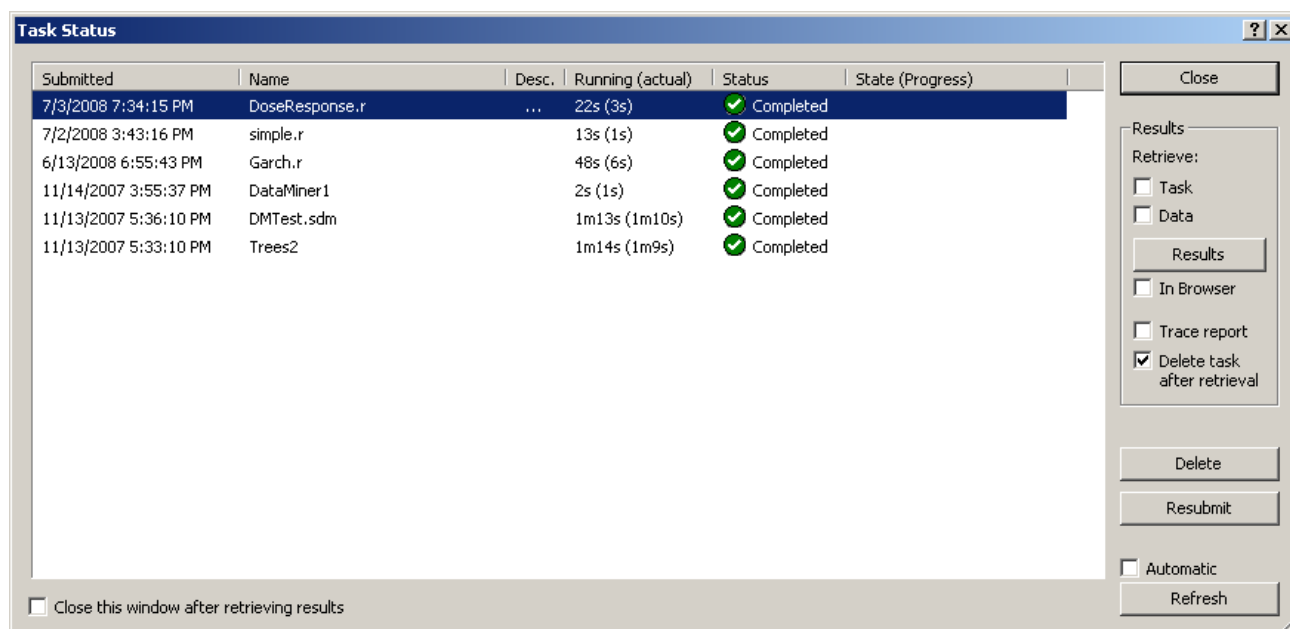 Task Status
Submitted Name Desc. Running (actual) Status State (Progress)
7/3/2008 7:34:15 PM DoseResponse.r ... 22s (3s) Completed
7/2/2008 3:43:16 PM simple.r 13s (1s) Completed
6/13/2008 6:55:43 PM Garch.r 48s (6s) Completed
11/14/2007 3:55:37 PM DataMiner1 2s (1s) Completed
11/13/2007 5:36:10 PM DMTest.sdm 1m13s (1m10s) Completed
11/13/2007 5:33:10 PM Trees2 1m14s (1m9s) Completed
Close this window after retrieving results
Close
Results
Retrieve:
Task
Data
Results
In Browser
Trace report
Delete task
after retrieval
Delete
Resubmit
Automatic
Refresh